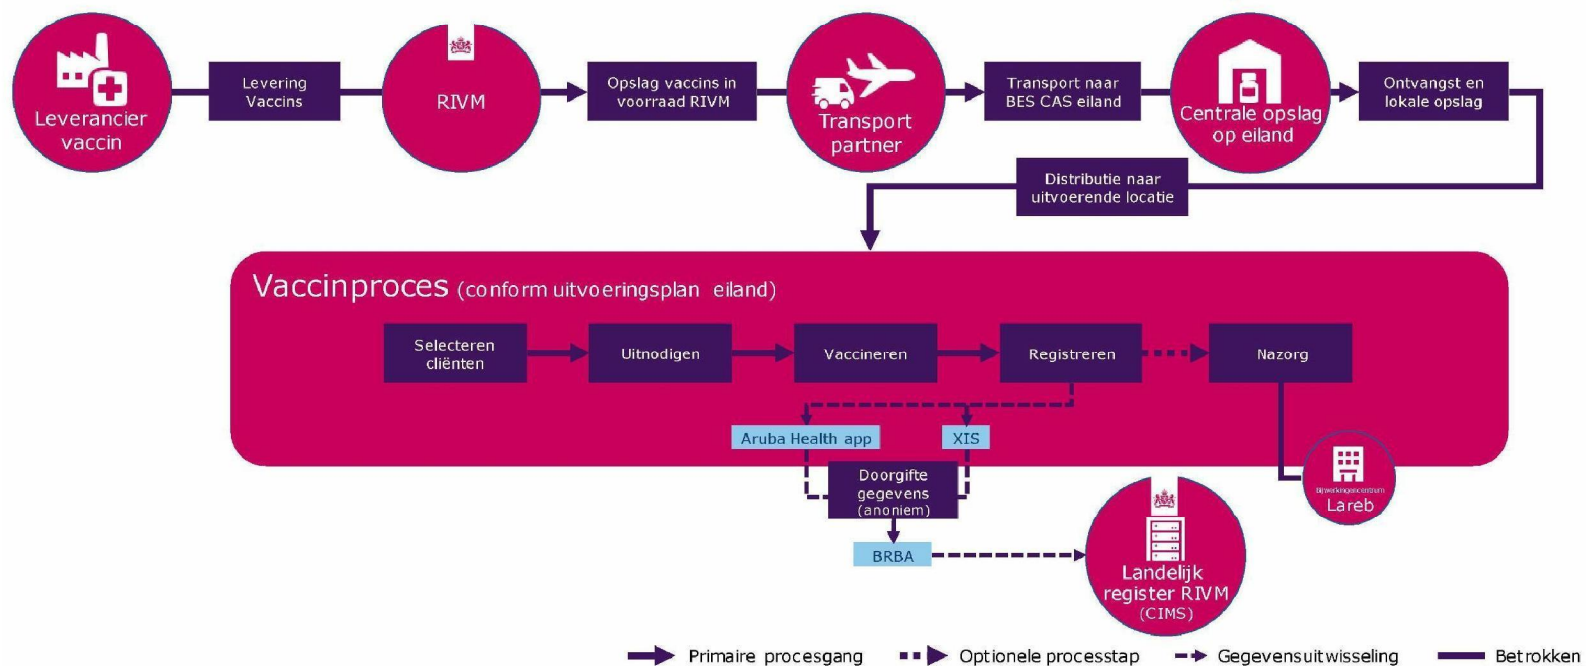 Leverancier
vaccin
Levering
Vaccins
RIVM
Opslag vaccins in
voorraad RIVM
Transport
partner
Transport naar
BES CAS eiland
Centrale opslag
op eiland
Ontvangst en
lokale opslag
Distributie naar
uitvoerende locatie
Vaccinproces (conform uitvoeringsplan eiland)
Selecteren
cliënten
Uitnodigen
Vaccineren
Registreren
Nazorg
Aruba Health app
XIS
Doorgifte
gegevens
(anoniem)
BRBA
Bijwerkingencentrum
Lareb
Landelijk
register RIVM
(CIMS)
Primaire procesgang
Optionele processtap
Gegevensuitwisseling
Betrokken